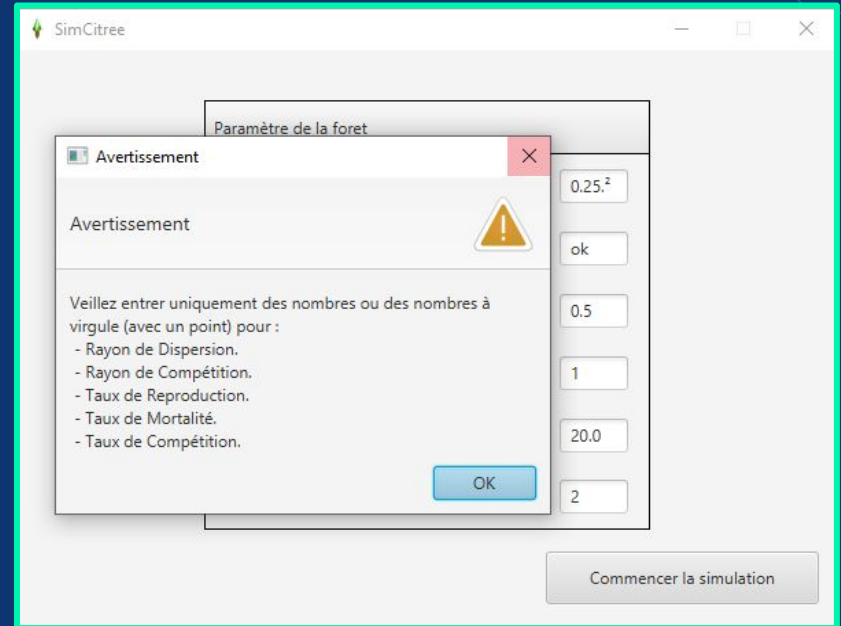 SimCitree
Paramètre de la foret
Avertissement
Avertissement
Veillez entrer uniquement des nombres ou des nombres à
virgule (avec un point) pour :
- Rayon de Dispersion.
- Rayon de Compétition.
- Taux de Reproduction.
- Taux de Mortalité.
- Taux de Compétition.
OK
0.25.²
ok
0.5
1
20.0
2
Commencer la simulation